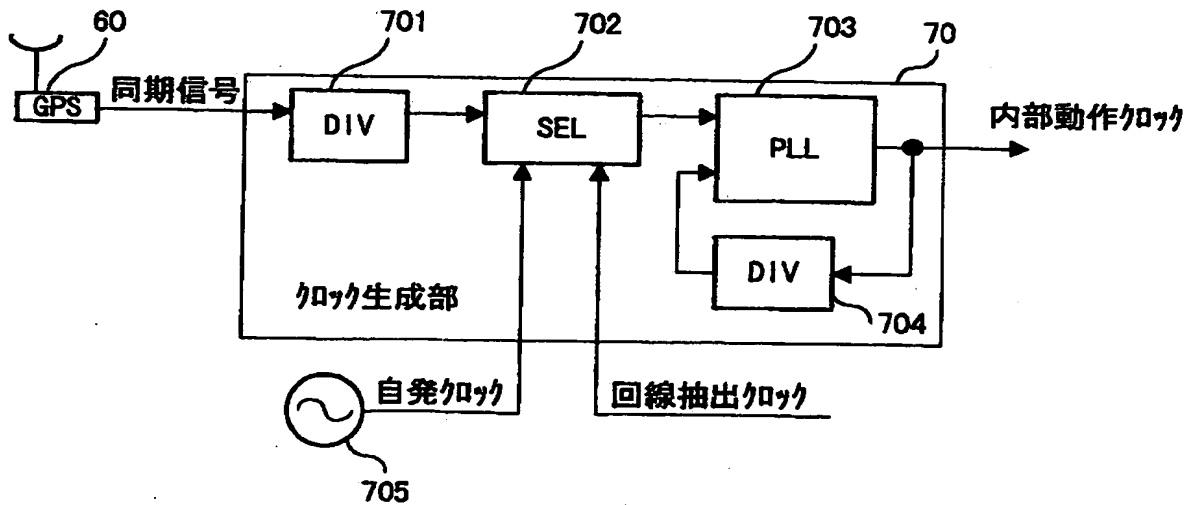 60
701
702
703
70
GPS
同期信号
DIV
SEL
PLL
内部動作ｸﾛｯｸ
DIV
704
ｸﾛｯｸ生成部
自発ｸﾛｯｸ
回線抽出ｸﾛｯｸ
705